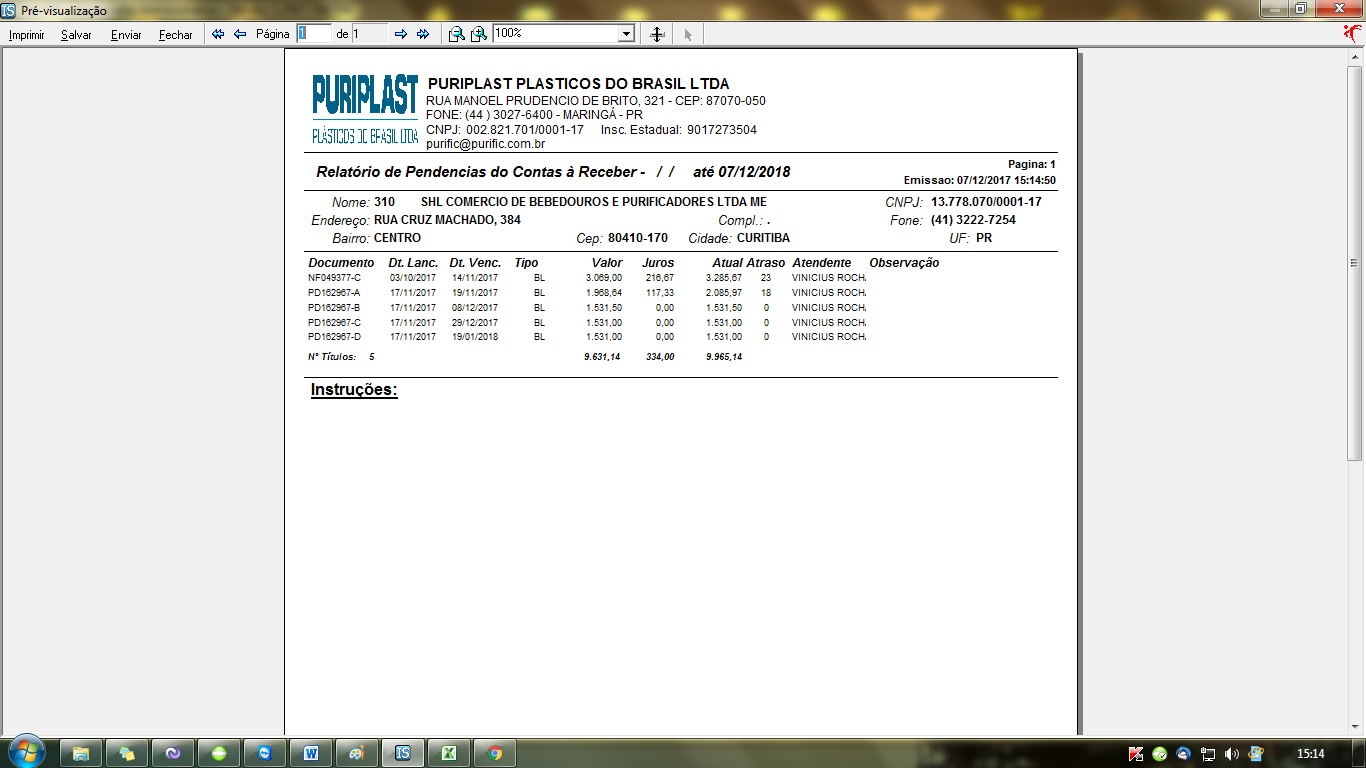 Pré-visualização
Imprimir Salvar Enviar Fechar Página 1 de 1 100%
PURIPLAST
PLÁSTICOS DO BRASIL LTDA
PURIPLAST PLASTICOS DO BRASIL LTDA
RUA MANOEL PRUDENCIO DE BRITO, 321 - CEP: 87070-050
FONE: (44 ) 3027-6400 - MARINGÁ - PR
CNPJ: 002.821.701/0001-17 Insc. Estadual: 9017273504
purific@purific.com.br
Relatório de Pendencias do Contas à Receber - / / até 07/12/2018
Pagina: 1
Emissao: 07/12/2017 15:14:50
Nome: 310 SHL COMERCIO DE BEBEDOUROS E PURIFICADORES LTDA ME CNPJ: 13.778.070/0001-17
Endereço: RUA CRUZ MACHADO, 384 Compl.: . Fone: (41) 3222-7254
Bairro: CENTRO Cep: 80410-170 Cidade: CURITIBA UF: PR
Documento Dt. Lanc. Dt. Venc. Tipo Valor Juros Atual Atraso Atendente Observação
NF049377-C 03/10/2017 14/11/2017 BL 3.069,00 216,67 3.285,67 23 VINICIUS ROCH
PD162967-A 17/11/2017 19/11/2017 BL 1.968,64 117,33 2.085,97 18 VINICIUS ROCH
PD162967-B 17/11/2017 08/12/2017 BL 1.531,50 0,00 1.531,50 0 VINICIUS ROCH
PD162967-C 17/11/2017 29/12/2017 BL 1.531,00 0,00 1.531,00 0 VINICIUS ROCH
PD162967-D 17/11/2017 19/01/2018 BL 1.531,00 0,00 1.531,00 0 VINICIUS ROCH
Nº Títulos: 5 9.631,14 334,00 9.965,14
Instruções:
15:14